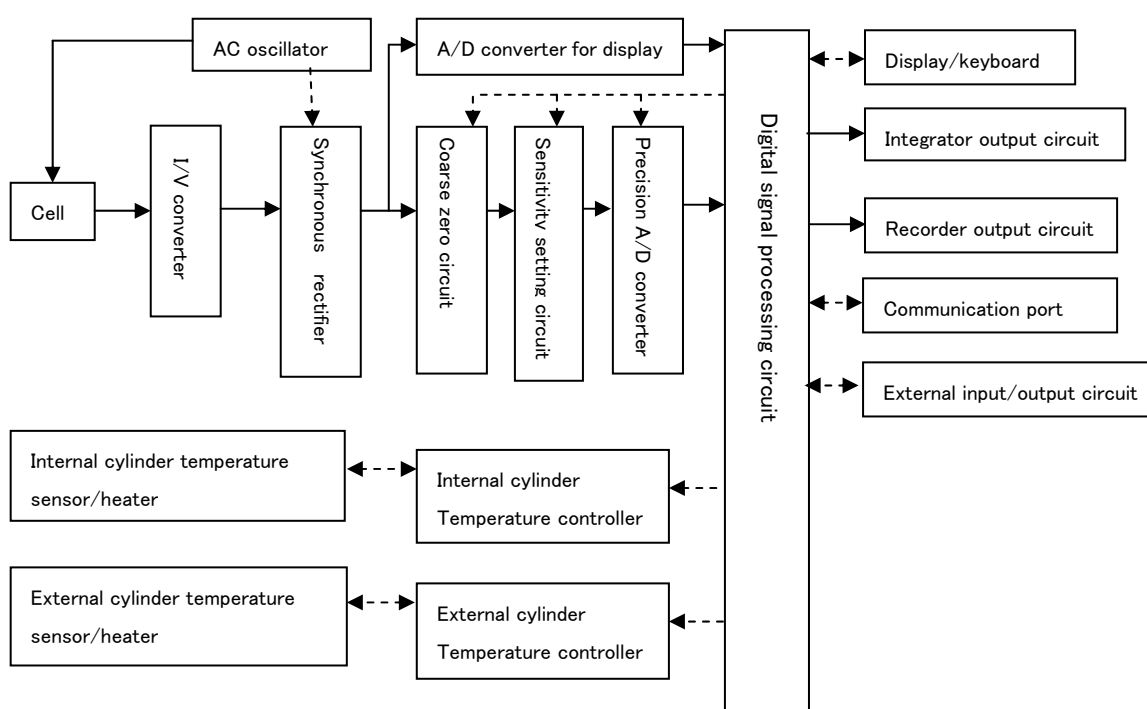 AC oscillator
A/D converter for display
Display/keyboard
Integrator output circuit
Cell
I/V converter
Synchronous rectifier
Coarse zero circuit
Sensitivity setting circuit
Precision A/D converter
Digital signal processing circuit
Recorder output circuit
Communication port
External input/output circuit
Internal cylinder temperature
sensor/heater
Internal cylinder
Temperature controller
External cylinder temperature
sensor/heater
External cylinder
Temperature controller